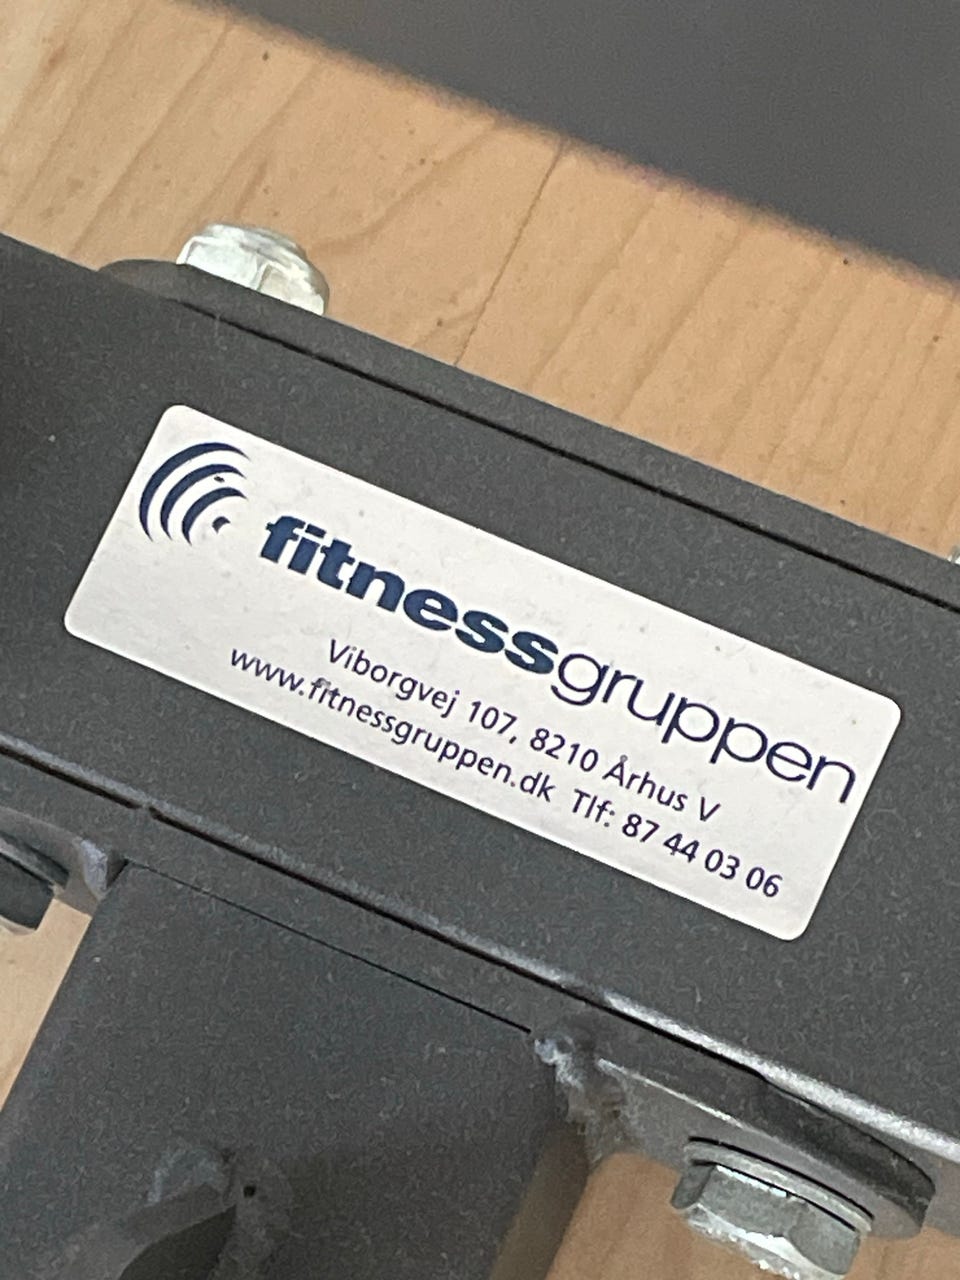 fitnessgruppen
Viborgvej 107, 8210 Århus V
www.fitnessgruppen.dk Tlf: 87 44 03 06